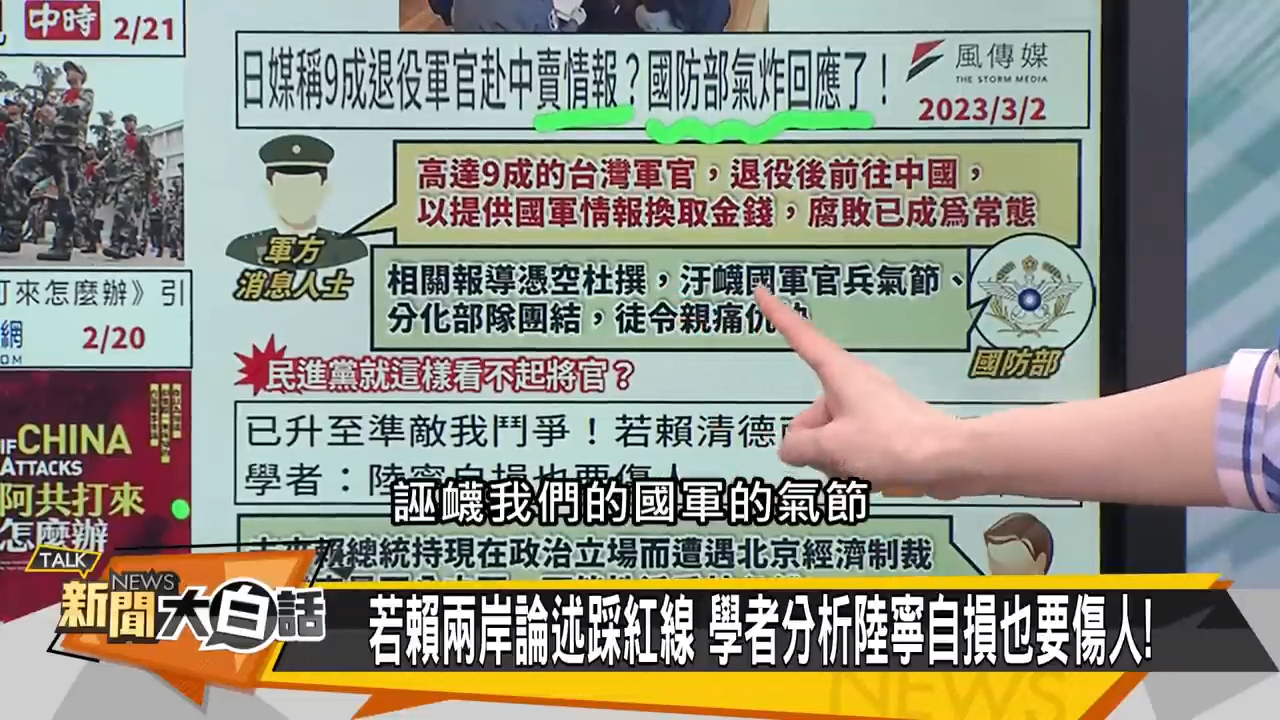 中時 2/21
打來怎麼辦》引
網 2/20
IF CHINA
ATTACKS
阿共打來
怎麼辦
日媒稱9成退役軍官赴中賣情報？國防部氣炸回應了！
風傳媒
THE STORM MEDIA
2023/3/2
高達9成的台灣軍官，退役後前往中國，
以提供國軍情報換取金錢，腐敗已成為常態
軍方
消息人士
相關報導憑空杜撰，汙衊國軍官兵氣節、
分化部隊團結，徒令親痛仇
國防部
民進黨就這樣看不起將官？
已升至準敵我鬥爭！若賴清德
學者：陸寧自損也要傷人
誣衊我們的國軍的氣節
賴總統持現在政治立場而遭遇北京經濟制裁
TALK
NEWS
新聞大白話
若賴兩岸論述踩紅線 學者分析陸寧自損也要傷人!
NEWS